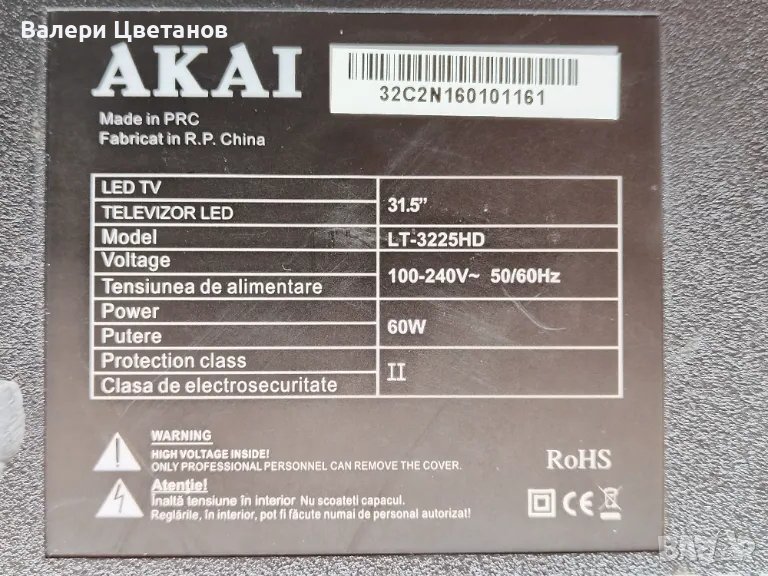 Валери Цветанов
AKAI
32C2N160101161
Made in PRC
Fabricat in R.P. China
LED TV
TELEVIZOR LED
31.5"
Model
LT-3225HD
Voltage
Tensiunea de alimentare
100-240V~ 50/60Hz
Power
Putere
60W
Protection class
Clasa de electrosecuritate
II
WARNING
HIGH VOLTAGE INSIDE!
ONLY PROFESSIONAL PERSONNEL CAN REMOVE THE COVER.
Atenţie!
Înaltă tensiune în interior Nu scoateti capacul.
Reglările, în interior, pot fi făcute numai de personal autorizat!
RoHS
CE